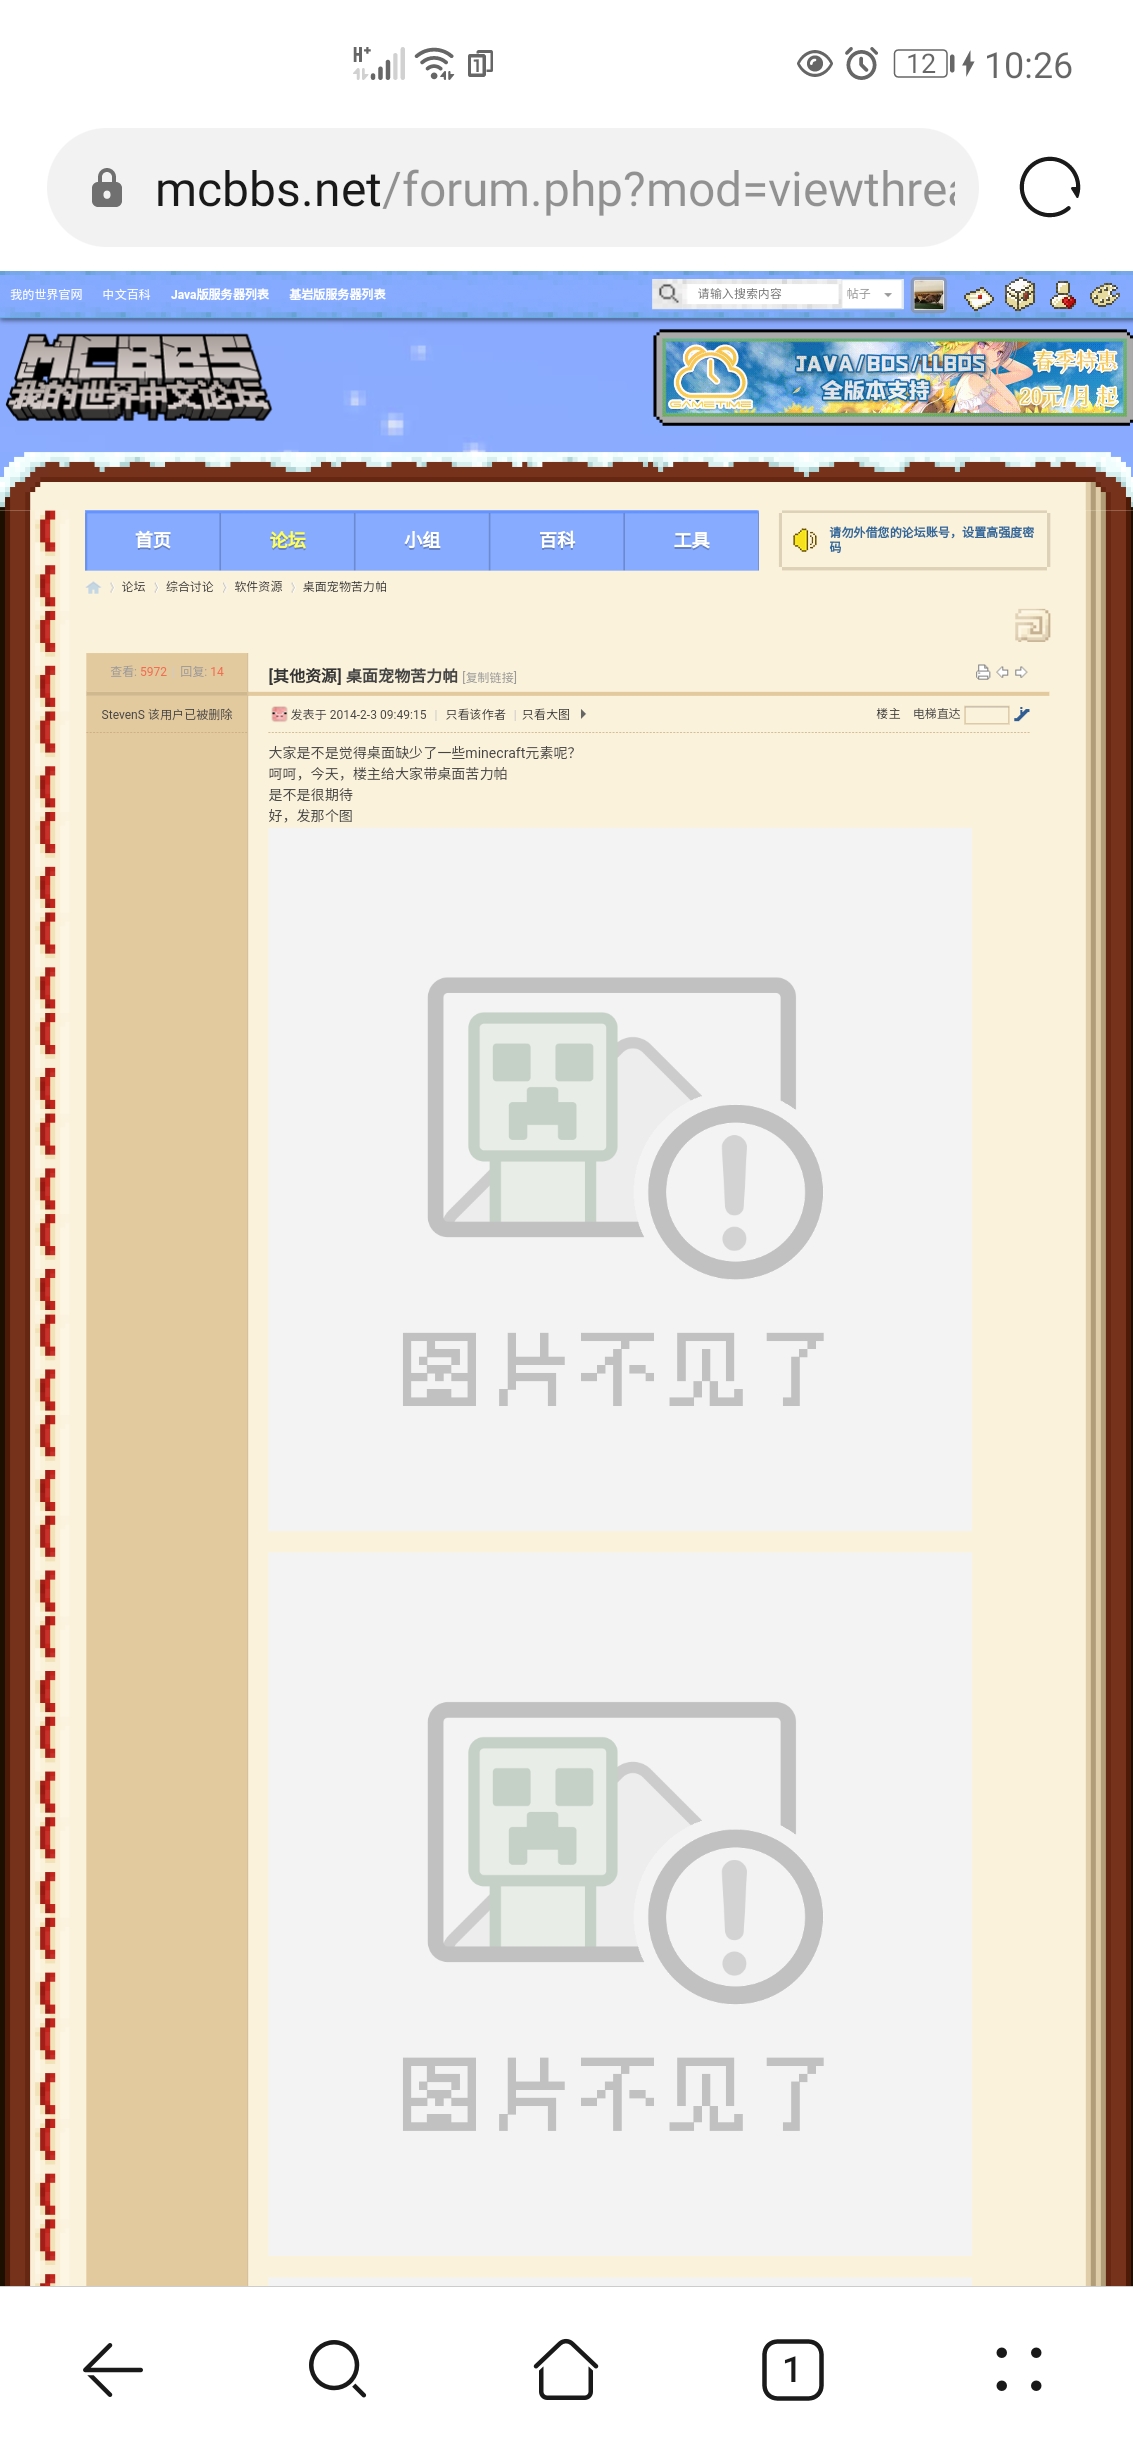 H+ 1 12 10:26
mcbbs.net/forum.php?mod=viewthrea
我的世界官网 中文百科 Java版服务器列表 基岩版服务器列表 请输入搜索内容 帖子
MCBBS
我的世界中文论坛
GAMETIME
JAVA/BDS/LLBDS
全版本支持
春季特惠
20元/月 起
首页 论坛 小组 百科 工具
请勿外借您的论坛账号，设置高强度密
码
论坛 〉 综合讨论 〉 软件资源 〉 桌面宠物苦力帕
查看: 5972 回复: 14
[其他资源] 桌面宠物苦力帕 [复制链接]
StevenS 该用户已被删除
发表于 2014-2-3 09:49:15 | 只看该作者 | 只看大图
楼主 电梯直达
大家是不是觉得桌面缺少了一些minecraft元素呢？
呵呵，今天，楼主给大家带桌面苦力帕
是不是很期待
好，发那个图
图片不见了
图片不见了
1